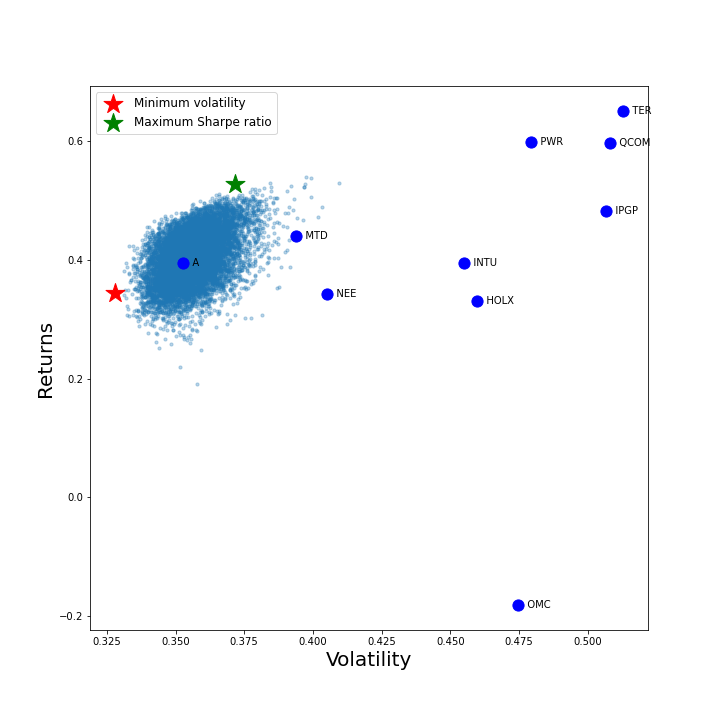 Minimum volatility
Maximum Sharpe ratio
TER
PWR
QCOM
IPGP
MTD
A
INTU
NEE
HOLX
OMC
0.6
0.4
0.2
0.0
−0.2
Returns
0.325
0.350
0.375
0.400
0.425
0.450
0.475
0.500
Volatility